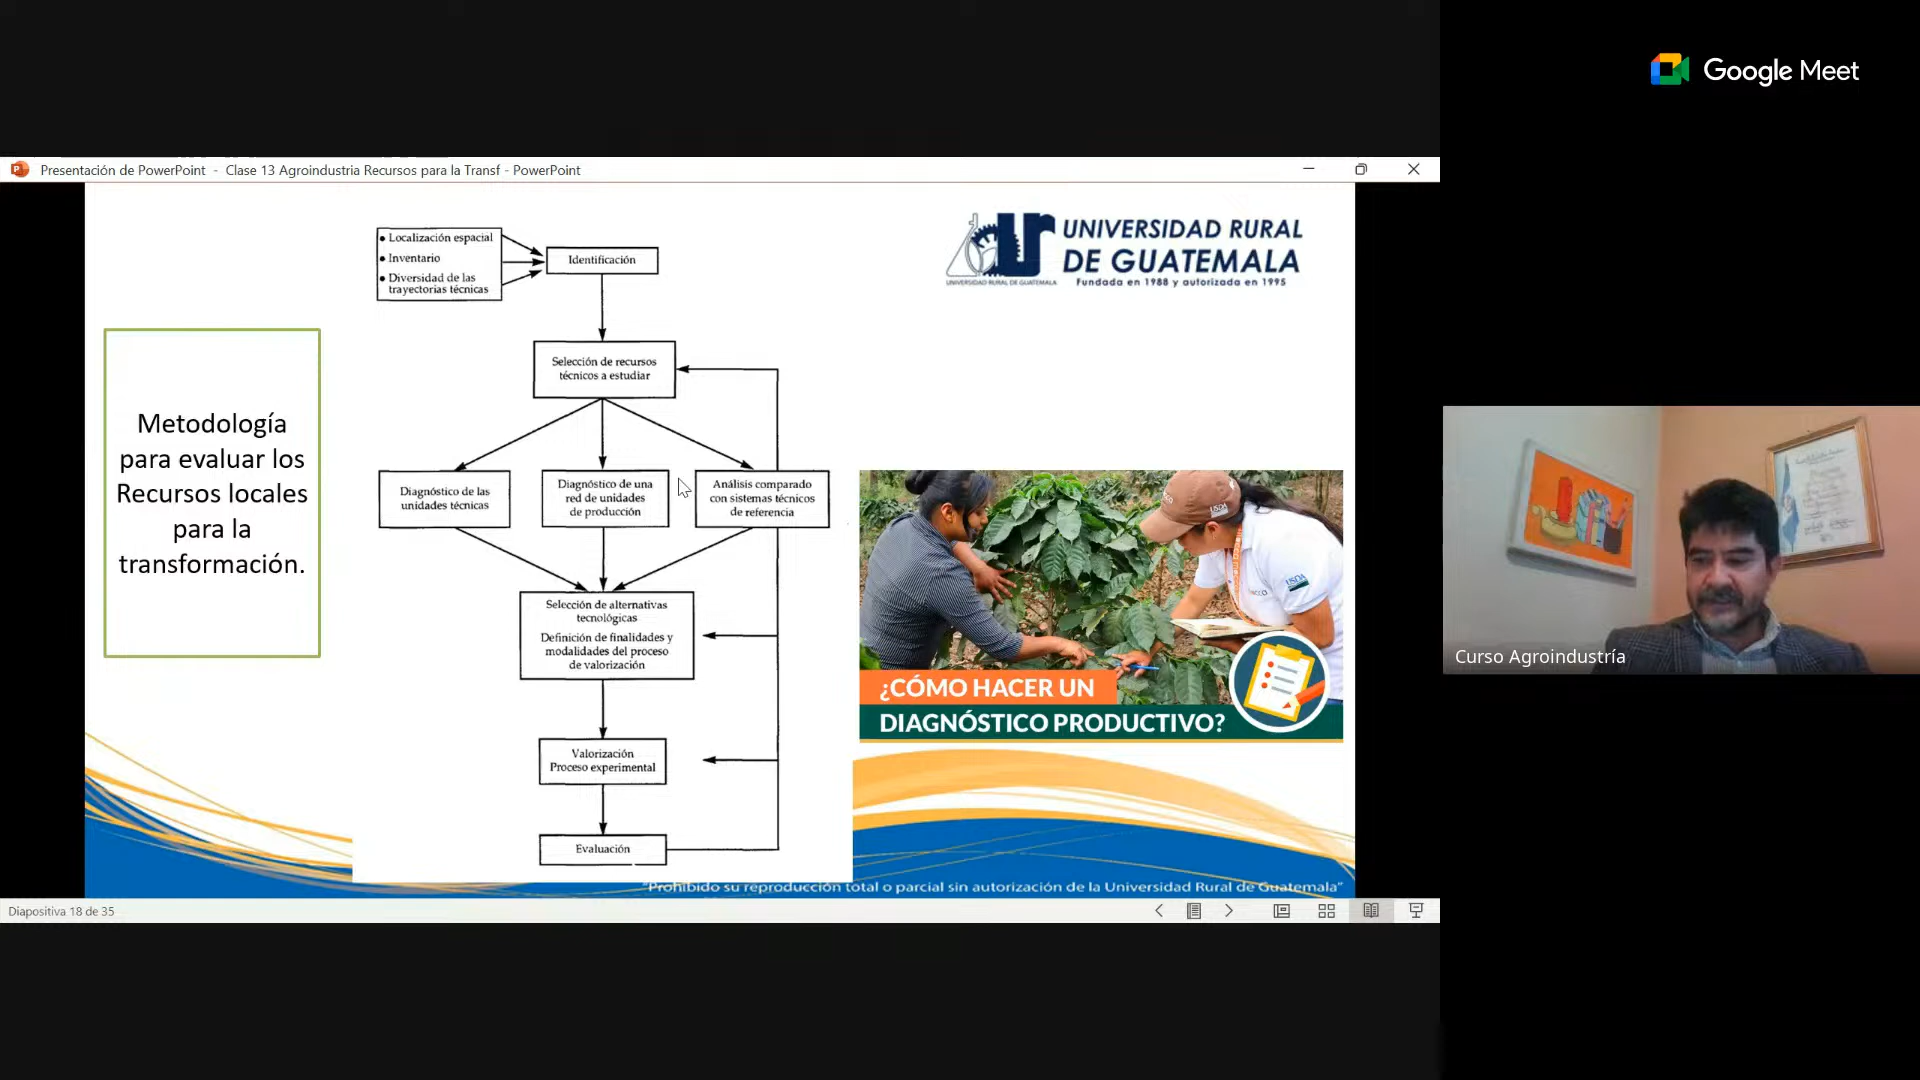 Google Meet
Presentación de PowerPoint - Clase 13 Agroindustria Recursos para la Transf - PowerPoint
• Localización espacial
• Inventario
• Diversidad de las
trayectorias técnicas
Identificación
UNIVERSIDAD RURAL
DE GUATEMALA
Fundada en 1988 y autorizada en 1995
UNIVERSIDAD RURAL DE GUATEMALA
Metodología
para evaluar los
Recursos locales
para la
transformación.
Selección de recursos
técnicos a estudiar
Diagnóstico de las
unidades técnicas
Diagnóstico de una
red de unidades
de producción
Análisis comparado
con sistemas técnicos
de referencia
Selección de alternativas
tecnológicas
Definición de finalidades y
modalidades del proceso
de valorización
Valorización
Proceso experimental
Evaluación
USDA
¿CÓMO HACER UN
DIAGNÓSTICO PRODUCTIVO?
"Prohibido su reproducción total o parcial sin autorización de la Universidad Rural de Guatemala"
Diapositiva 18 de 35
Curso Agroindustría